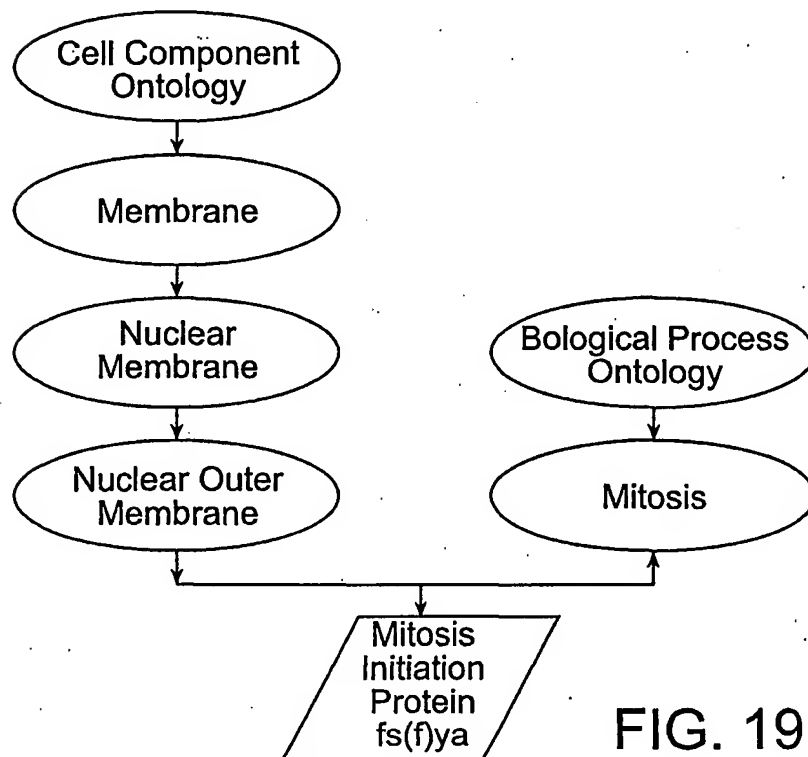 Cell Component
Ontology
Membrane
Nuclear
Membrane
Nuclear Outer
Membrane
Bological Process
Ontology
Mitosis
Mitosis
Initiation
Protein
fs(f)ya
FIG. 19